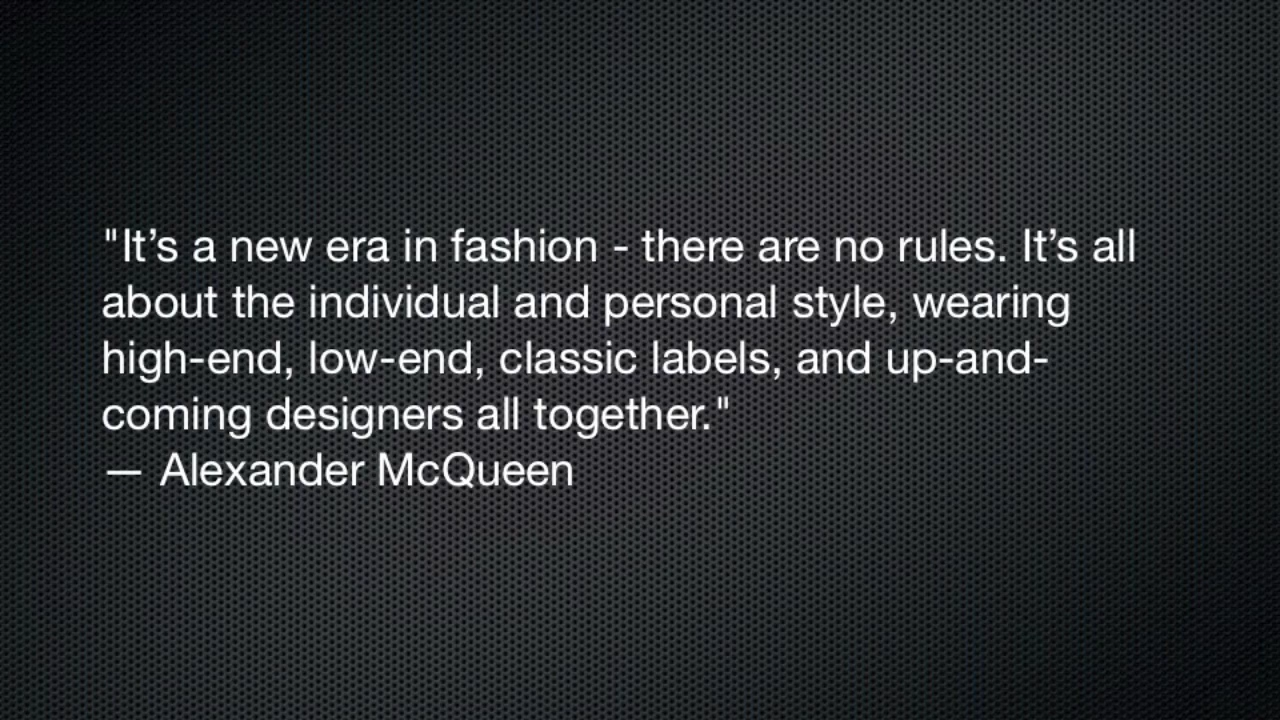 "It’s a new era in fashion - there are no rules. It’s all
about the individual and personal style, wearing
high-end, low-end, classic labels, and up-and-
coming designers all together."
— Alexander McQueen